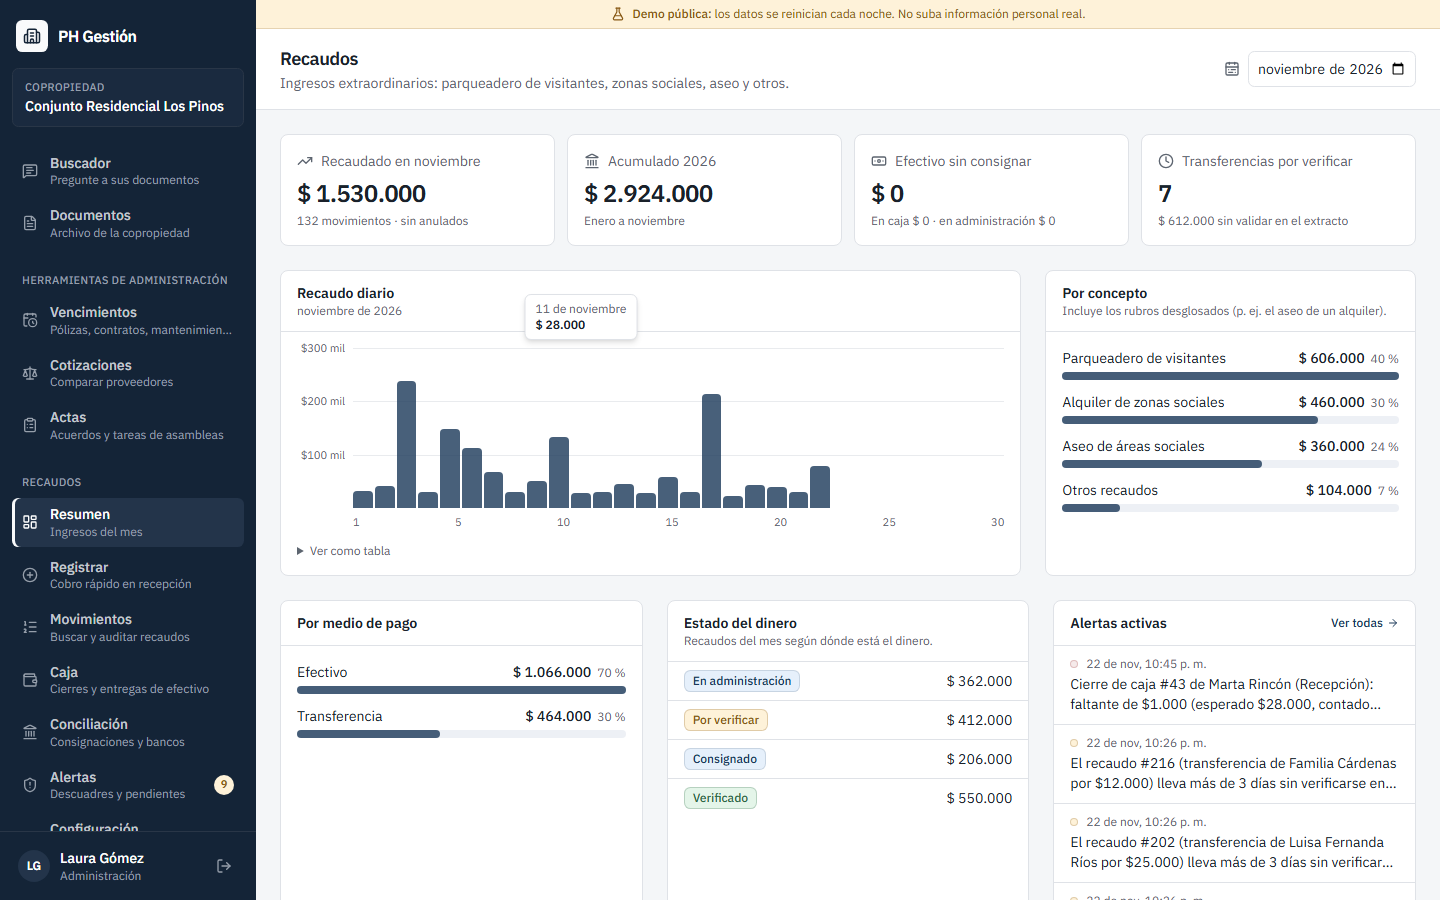 Demo pública: los datos se reinician cada noche. No suba información personal real.
PH Gestión
COPROPIEDAD
Conjunto Residencial Los Pinos
Buscador
Pregunte a sus documentos
Documentos
Archivo de la copropiedad
HERRAMIENTAS DE ADMINISTRACIÓN
Vencimientos
Pólizas, contratos, mantenimien...
Cotizaciones
Comparar proveedores
Actas
Acuerdos y tareas de asambleas
RECAUDOS
Resumen
Ingresos del mes
Registrar
Cobro rápido en recepción
Movimientos
Buscar y auditar recaudos
Caja
Cierres y entregas de efectivo
Conciliación
Consignaciones y bancos
Alertas
Descuadres y pendientes
9
Configuración
LG
Laura Gómez
Administración
Recaudos
Ingresos extraordinarios: parqueadero de visitantes, zonas sociales, aseo y otros.
noviembre de 2026
Recaudado en noviembre
$ 1.530.000
132 movimientos · sin anulados
Acumulado 2026
$ 2.924.000
Enero a noviembre
Efectivo sin consignar
$ 0
En caja $ 0 · en administración $ 0
Transferencias por verificar
7
$ 612.000 sin validar en el extracto
Recaudo diario
noviembre de 2026
11 de noviembre
$ 28.000
$300 mil
$200 mil
$100 mil
1 5 10 15 20 25 30
Ver como tabla
Por concepto
Incluye los rubros desglosados (p. ej. el aseo de un alquiler).
Parqueadero de visitantes $ 606.000 40 %
Alquiler de zonas sociales $ 460.000 30 %
Aseo de áreas sociales $ 360.000 24 %
Otros recaudos $ 104.000 7 %
Por medio de pago
Efectivo $ 1.066.000 70 %
Transferencia $ 464.000 30 %
Estado del dinero
Recaudos del mes según dónde está el dinero.
En administración $ 362.000
Por verificar $ 412.000
Consignado $ 206.000
Verificado $ 550.000
Alertas activas
Ver todas
22 de nov, 10:45 p. m.
Cierre de caja #43 de Marta Rincón (Recepción):
faltante de $1.000 (esperado $28.000, contado...
22 de nov, 10:26 p. m.
El recaudo #216 (transferencia de Familia Cárdenas
por $12.000) lleva más de 3 días sin verificarse en...
22 de nov, 10:26 p. m.
El recaudo #202 (transferencia de Luisa Fernanda
Ríos por $25.000) lleva más de 3 días sin verificar...